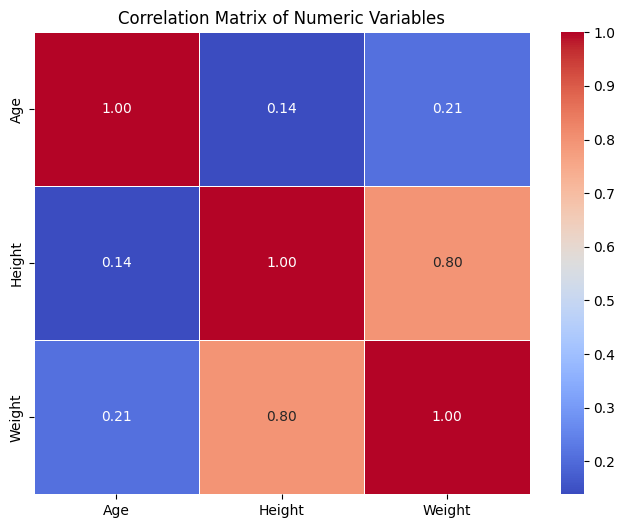 Correlation Matrix of Numeric Variables
Age
1.00
0.14
0.21
Height
0.14
1.00
0.80
Weight
0.21
0.80
1.00
Age
Height
Weight
1.0
0.9
0.8
0.7
0.6
0.5
0.4
0.3
0.2